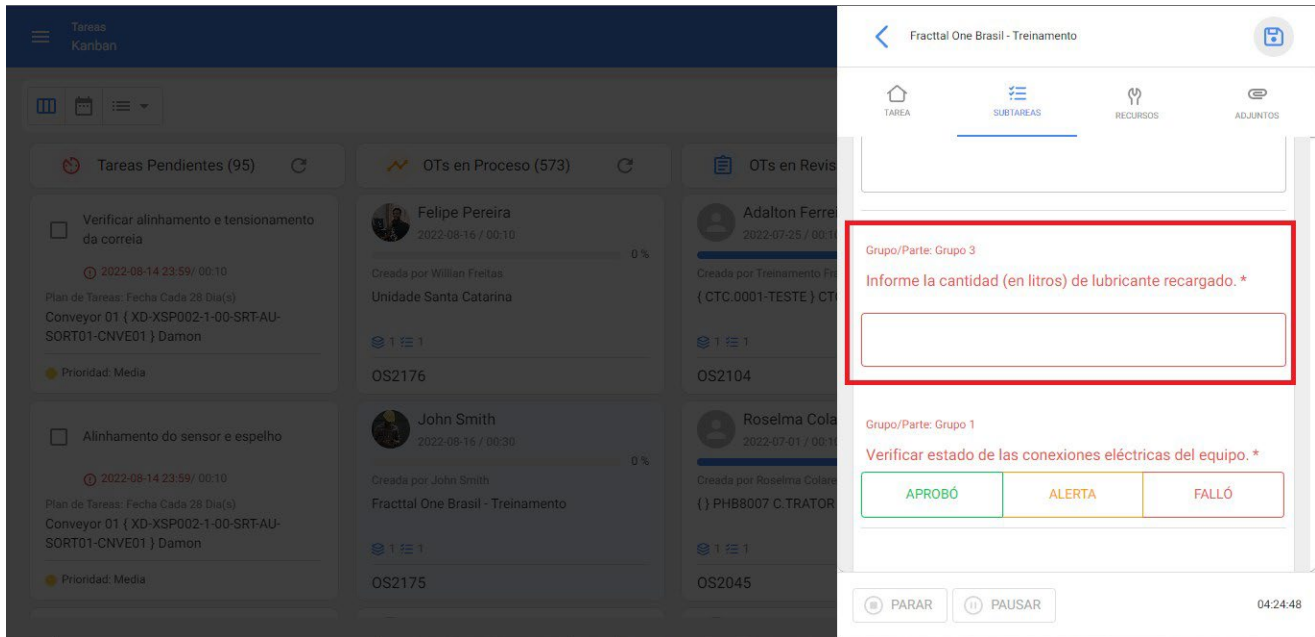 Tareas
Kanban
Fracttal One Brasil - Treinamento
TAREA
SUBTAREAS
RECURSOS
ADJUNTOS
Tareas Pendientes (95)
OTs en Proceso (573)
OTs en Revis
Verificar alinhamento e tensionamento
da correia
2022-08-14 23:59/ 00:10
Plan de Tareas: Fecha Cada 28 Dia(s)
Conveyor 01 { XD-XSP002-1-00-SRT-AU-
SORT01-CNVE01 } Damon
Prioridad: Media
Alinhamento do sensor e espelho
2022-08-14 23:59/ 00:10
Plan de Tareas: Fecha Cada 28 Dia(s)
Conveyor 01 { XD-XSP002-1-00-SRT-AU-
SORT01-CNVE01 } Damon
Prioridad: Media
Felipe Pereira
2022-08-16 / 00:10
0 %
Creada por Willian Freitas
Unidade Santa Catarina
1 1
OS2176
John Smith
2022-08-16 / 00:30
0 %
Creada por John Smith
Fracttal One Brasil - Treinamento
1 1
OS2175
Adalton Ferrei
2022-07-25 / 00:10
Creada por Treinamento Fra
{ CTC.0001-TESTE } CT
1 1
OS2104
Roselma Cola
2022-07-01 / 00:10
Creada por Roselma Colare
{ } PHB8007 C.TRATOR
1 1
OS2045
Grupo/Parte: Grupo 3
Informe la cantidad (en litros) de lubricante recargado. *
Grupo/Parte: Grupo 1
Verificar estado de las conexiones eléctricas del equipo. *
APROBÓ
ALERTA
FALLÓ
PARAR
PAUSAR
04:24:48